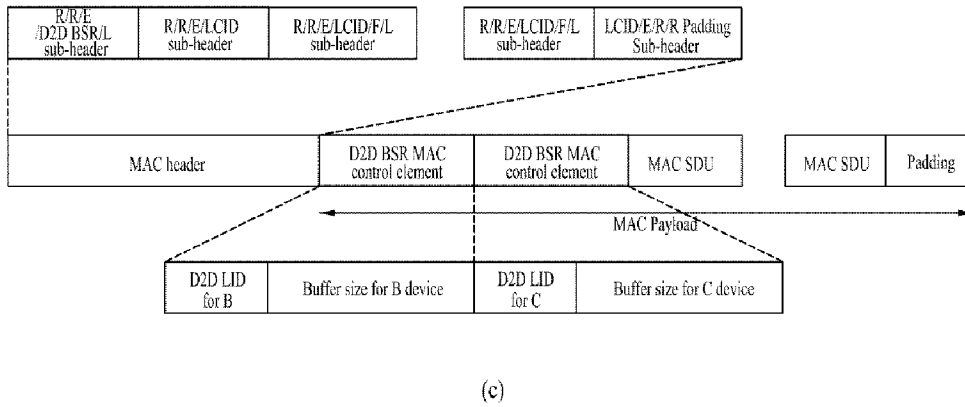 R/R/E
/D2D BSR/L
sub-header
R/R/E/LCID
sub-header
R/R/E/LCID/F/L
sub-header
R/R/E/LCID/F/L
sub-header
LCID/E/R/R Padding
Sub-header
MAC header
D2D BSR MAC
control element
D2D BSR MAC
control element
MAC SDU
MAC SDU
Padding
MAC Payload
D2D LID
for B
Buffer size for B device
D2D LID
for C
Buffer size for C device
(c)